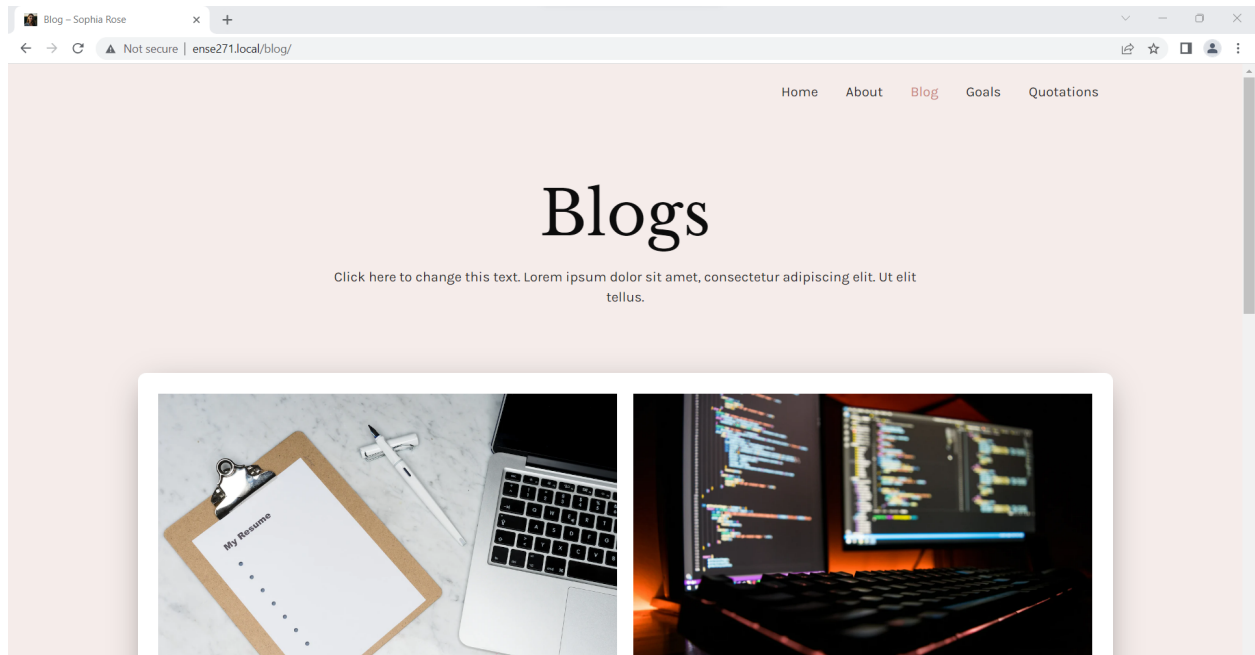 Blog – Sophia Rose
Not secure | ense271.local/blog/
Home About Blog Goals Quotations
Blogs
Click here to change this text. Lorem ipsum dolor sit amet, consectetur adipiscing elit. Ut elit
tellus.
My Resume